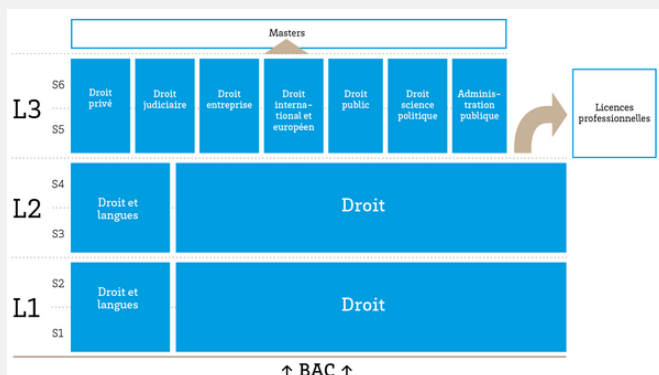 Masters
L3
S6
S5
Droit
privé
Droit
judiciaire
Droit
entreprise
Droit
interna-
tional et
européen
Droit
public
Droit
science
politique
Adminis-
tration
publique
Licences
professionnelles
L2
S4
S3
Droit et
langues
Droit
L1
S2
S1
Droit et
langues
Droit
↑ BAC ↑